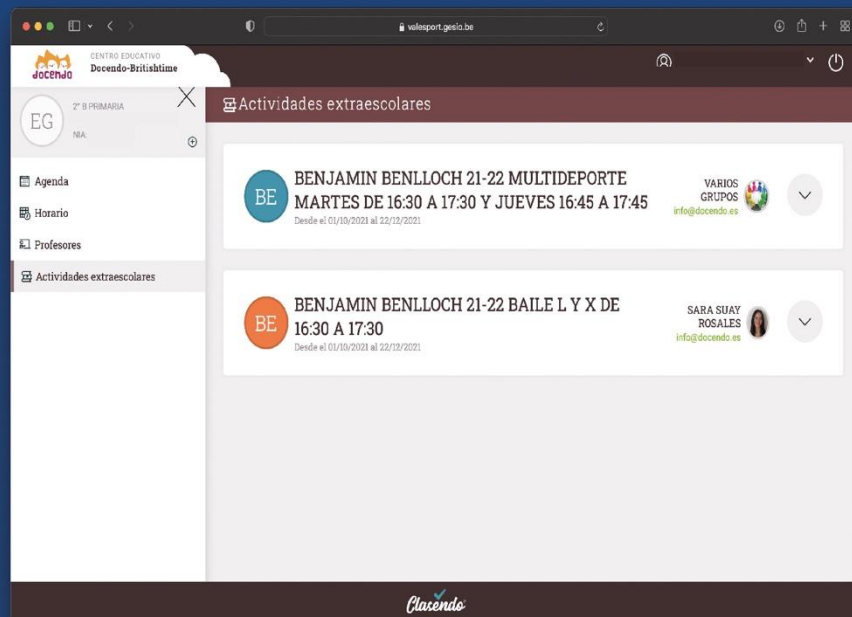 valesport.gesio.be
docendo
CENTRO EDUCATIVO
Docendo-Britishtime
EG
2° B PRIMARIA
NIA:
Agenda
Horario
Profesores
Actividades extraescolares
Actividades extraescolares
BE
BENJAMIN BENLLOCH 21-22 MULTIDEPORTE
MARTES DE 16:30 A 17:30 Y JUEVES 16:45 A 17:45
Desde el 01/10/2021 al 22/12/2021
VARIOS
GRUPOS
info@docendo.es
BE
BENJAMIN BENLLOCH 21-22 BAILE L Y X DE
16:30 A 17:30
Desde el 01/10/2021 al 22/12/2021
SARA SUAY
ROSALES
info@docendo.es
Clasendo